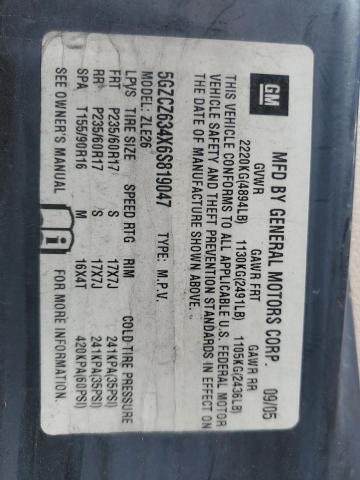 GM
MFD BY GENERAL MOTORS CORP. 09/05
GVWR GAWR FRT GAWR RR
2220KG(4894LB) 1130KG(2491LB) 1105KG(2436LB)
THIS VEHICLE CONFORMS TO ALL APPLICABLE U.S. FEDERAL MOTOR
VEHICLE SAFETY AND THEFT PREVENTION STANDARDS IN EFFECT ON
THE DATE OF MANUFACTURE SHOWN ABOVE.
5GZCZ634X6S819047 TYPE: M.P.V.
MODEL: ZLE26
LPVS TIRE SIZE SPEED RTG RIM COLD TIRE PRESSURE
FRT P235/60R17 S 17X7J 241KPA(35PSI)
RR P235/60R17 S 17X7J 241KPA(35PSI)
SPA T155/90R16 M 16X4T 420KPA(60PSI)
SEE OWNER'S MANUAL FOR MORE INFORMATION.